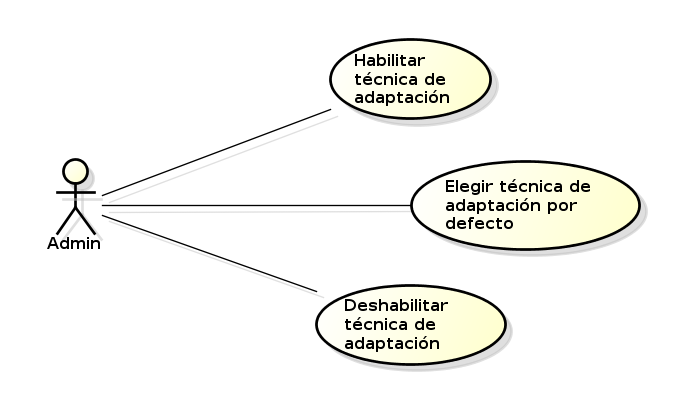 Habilitar
técnica de
adaptación
Elegir técnica de
adaptación por
defecto
Admin
Deshabilitar
técnica de
adaptación